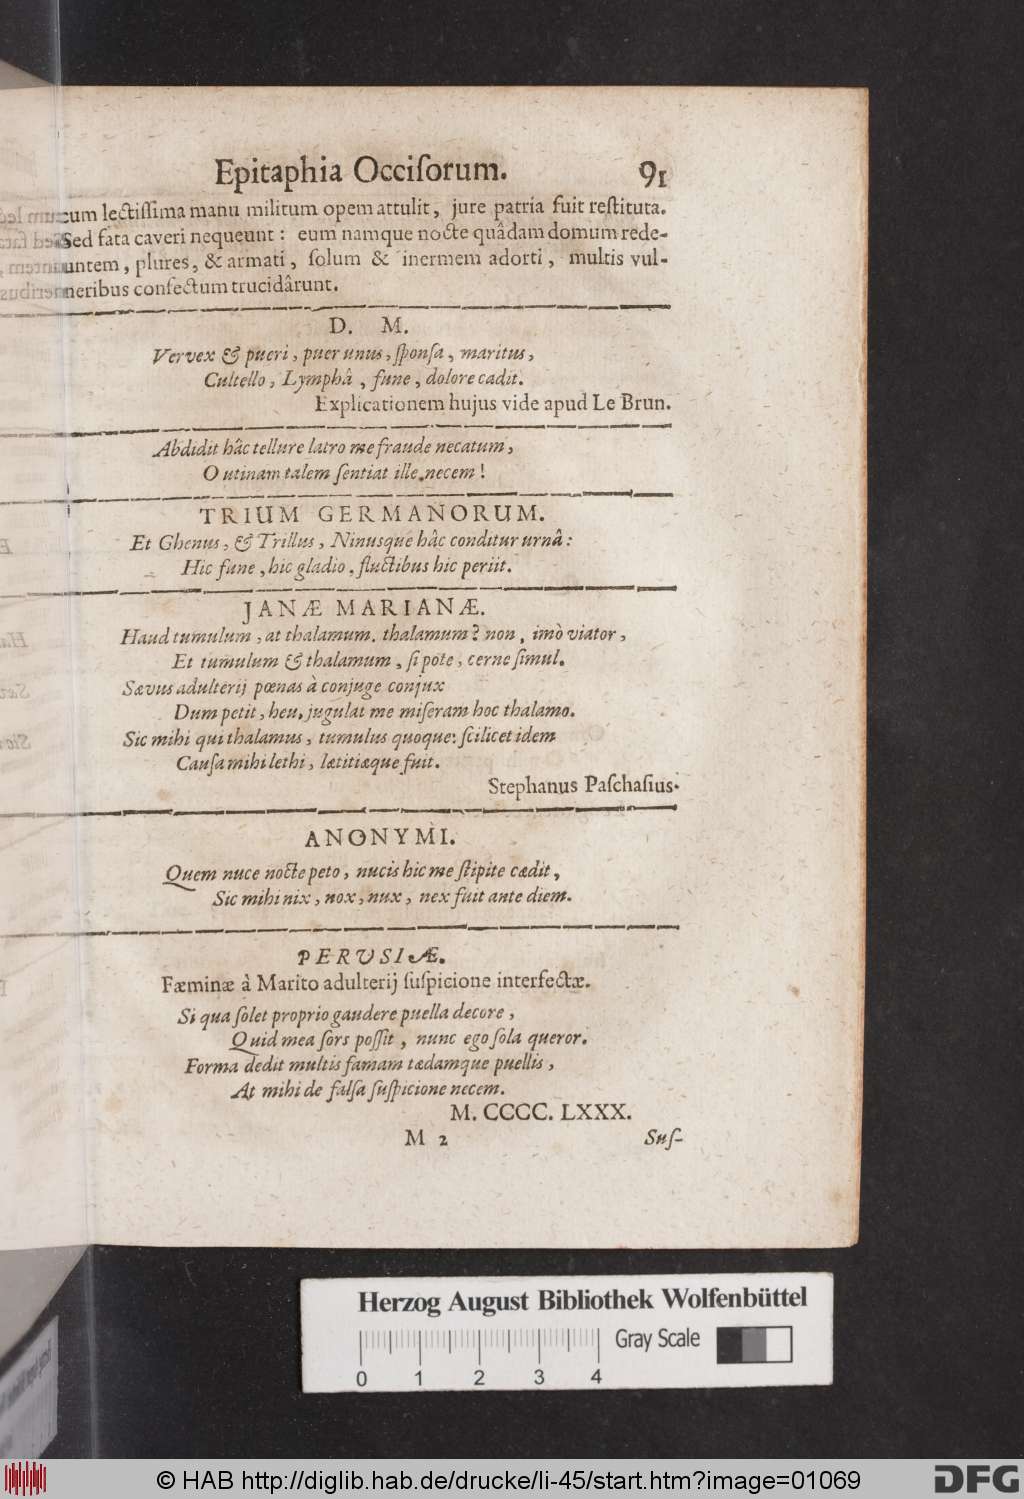 Epitaphia Occiſorum. 91
cum lectiſſima manu militum opem attulit, jure patria fuit reſtituta.
Sed fata caveri nequeunt: eum namque nocte quâdam domum rede-
untem, plures, & armati, ſolum & inermem adorti, multis vul-
neribus confectum trucidârunt.
D. M.
Vervex & pueri, puer unus, ſponſa, maritus,
Cultello, Lymphâ, fune, dolore cadit.
Explicationem hujus vide apud Le Brun.
Abdidit hâc tellure latro me fraude necatum,
O utinam talem ſentiat ille necem!
TRIUM GERMANORUM.
Et Ghenus, & Trillus, Ninusque hâc conditur urnâ:
Hic fune, hic gladio, fluctibus hic periit.
JANÆ MARIANÆ.
Haud tumulum, at thalamum. thalamum? non, imò viator,
Et tumulum & thalamum, ſi pote, cerne ſimul.
Sævus adulterij pœnas à conjuge conjux
Dum petit, heu, jugulat me miſeram hoc thalamo.
Sic mihi qui thalamus, tumulus quoque: ſcilicet idem
Cauſa mihi lethi, lætitiæque fuit.
Stephanus Paſchaſius.
ANONYMI.
Quem nuce nocte peto, nucis hic me ſtipite cædit,
Sic mihi nix, nox, nux, nex fuit ante diem.
PERUSIÆ.
Fæminæ à Marito adulterij ſuſpicione interfectæ.
Si qua ſolet proprio gaudere puella decore,
Quid mea ſors poſſit, nunc ego ſola queror.
Forma dedit multis famam tædamque puellis,
At mihi de falſa ſuſpicione necem.
M. CCCC. LXXX.
M 2 Suſ-
Herzog August Bibliothek Wolfenbüttel
Gray Scale
0 1 2 3 4
© HAB http://diglib.hab.de/drucke/li-45/start.htm?image=01069
DFG